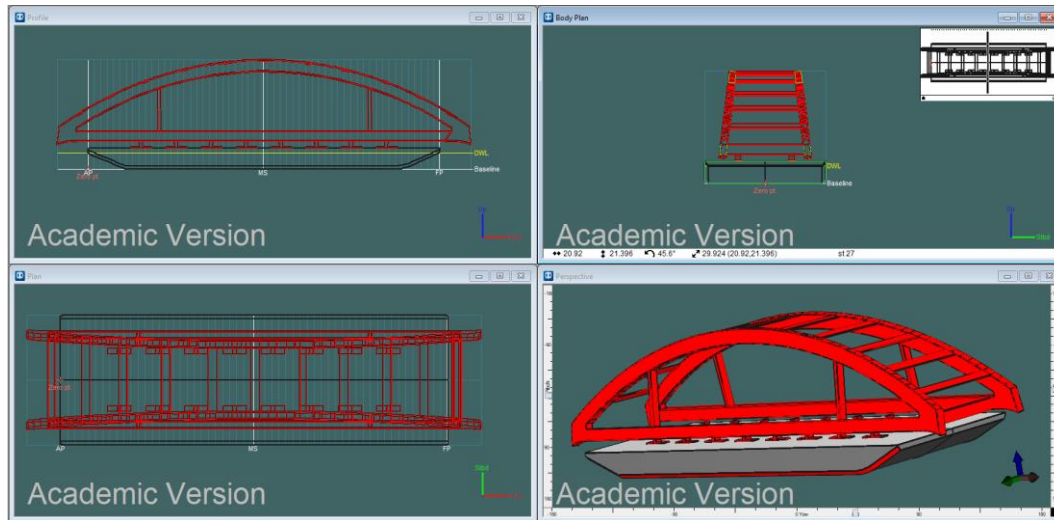 Profile
DWL
Baseline
AP
MS
FP
Zero pt
Academic Version
Body Plan
DWL
Baseline
Zero pt
Academic Version
20.92 21.396 45.6° 29.924 (20.92,21.396) st 27
Plan
Zero pt
AP
MS
FP
Stbd
Academic Version
Perspective
Academic Version